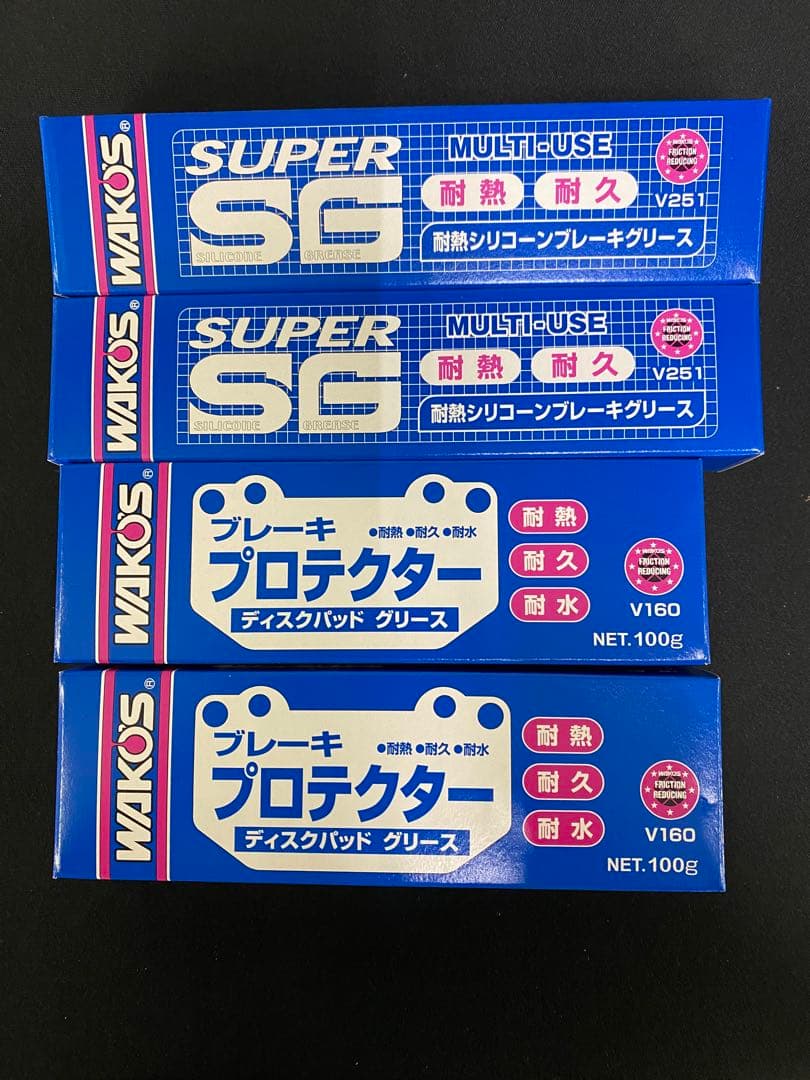 WAKO'S®
SUPER
SG
SILICONE GREASE
MULTI-USE
耐熱 耐久
耐熱シリコーンブレーキグリース
WAKO'S
FRICTION
REDUCING
V251
WAKO'S®
SUPER
SG
SILICONE GREASE
MULTI-USE
耐熱 耐久
耐熱シリコーンブレーキグリース
WAKO'S
FRICTION
REDUCING
V251
WAKO'S®
ブレーキ ●耐熱 ●耐久 ●耐水
プロテクター
ディスクパッド グリース
耐熱
耐久
耐水
WAKO'S
FRICTION
REDUCING
V160
NET.100g
WAKO'S®
ブレーキ ●耐熱 ●耐久 ●耐水
プロテクター
ディスクパッド グリース
耐熱
耐久
耐水
WAKO'S
FRICTION
REDUCING
V160
NET.100g